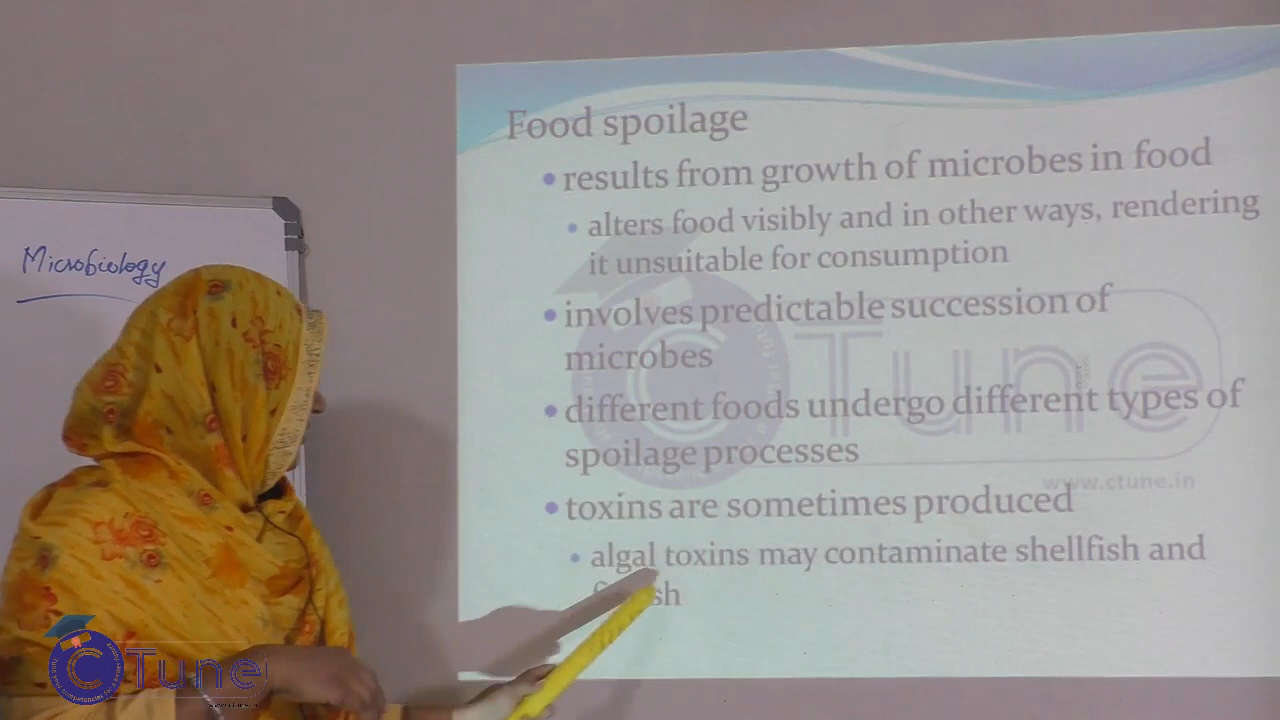 Food spoilage
• results from growth of microbes in food
• alters food visibly and in other ways, rendering
it unsuitable for consumption
• involves predictable succession of
microbes
• different foods undergo different types of
spoilage processes
• toxins are sometimes produced
• algal toxins may contaminate shellfish and
Microbiology
CTune
www.ctune.in
CTune